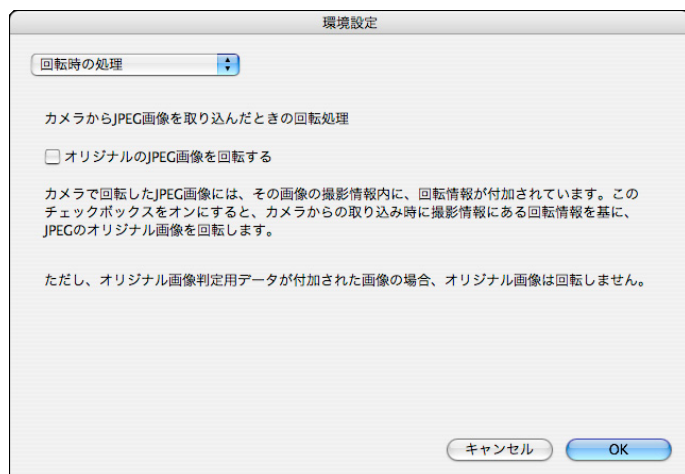 環境設定
回転時の処理
カメラからJPEG画像を取り込んだときの回転処理
オリジナルのJPEG画像を回転する
カメラで回転したJPEG画像には、その画像の撮影情報内に、回転情報が付加されています。この
チェックボックスをオンにすると、カメラからの取り込み時に撮影情報にある回転情報を基に、
JPEGのオリジナル画像を回転します。
ただし、オリジナル画像判定用データが付加された画像の場合、オリジナル画像は回転しません。
キャンセル OK